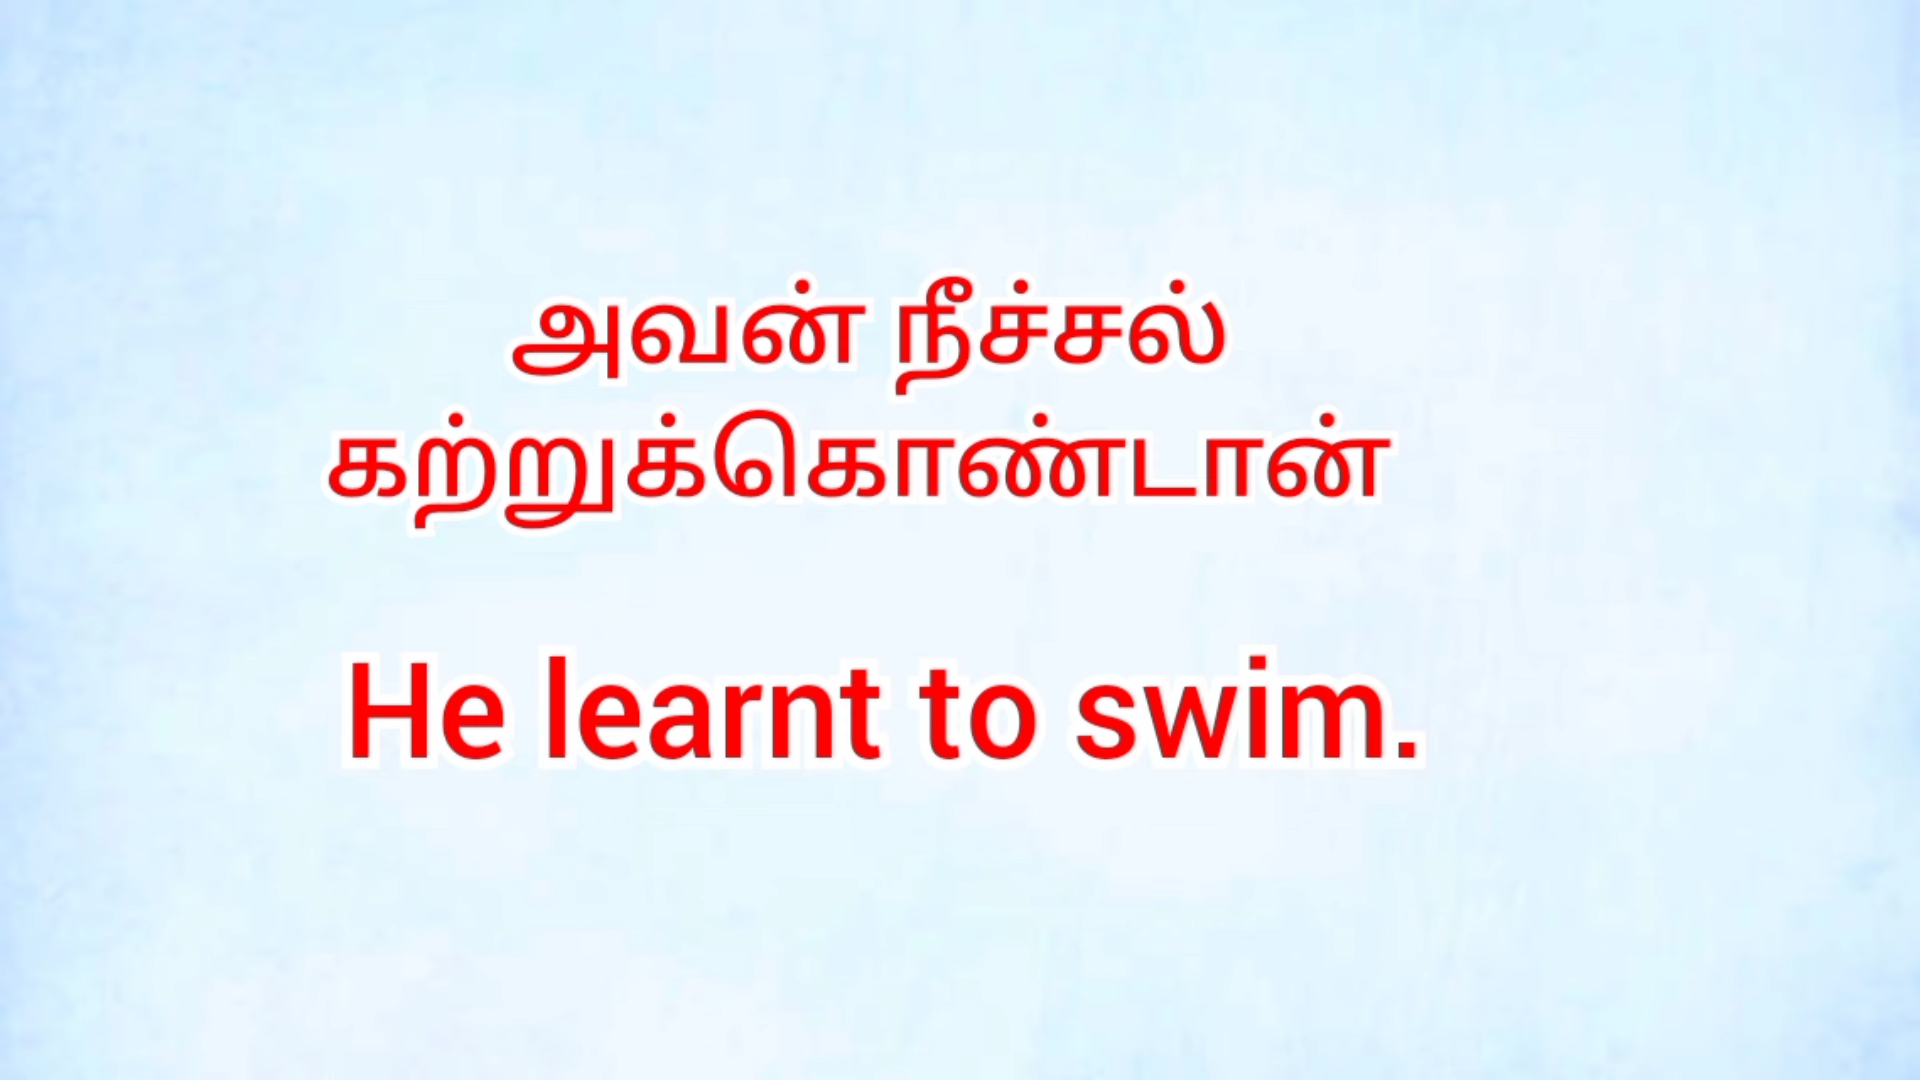 அவன் நீச்சல்
கற்றுக்கொண்டான்
He learnt to swim.